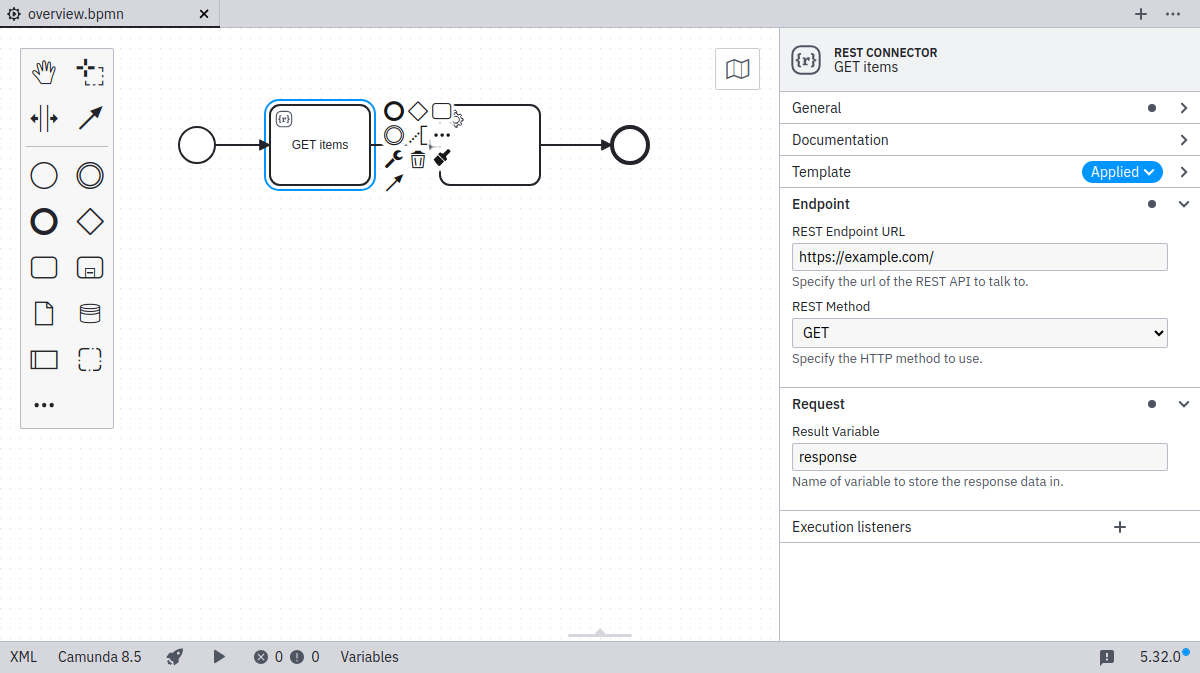 overview.bpmn
REST CONNECTOR
GET items
{r}
General
Documentation
Template Applied
Endpoint
REST Endpoint URL
https://example.com/
Specify the url of the REST API to talk to.
REST Method
GET
Specify the HTTP method to use.
Request
Result Variable
response
Name of variable to store the response data in.
Execution listeners
{r}
GET items
XML Camunda 8.5 0 0 Variables 5.32.0